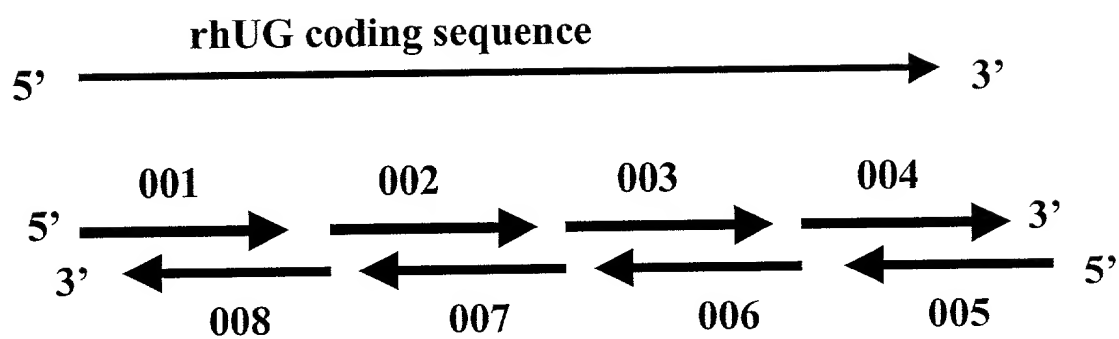 rhUG coding sequence
5’ 3’
001 002 003 004
5’ 3’
3’ 5’
008 007 006 005